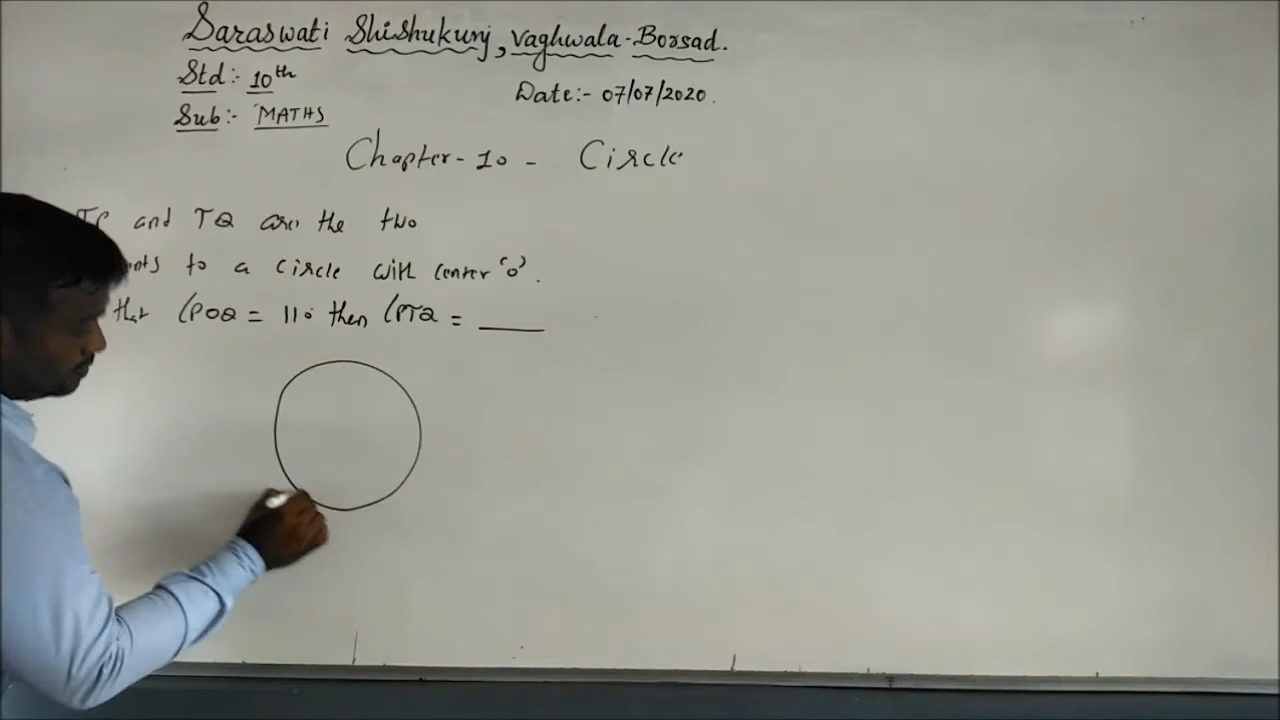 Saraswati Shishukunj, Vaghwala-Borsad.
Std:- 10th
Date:- 07/07/2020.
Sub:- MATHS
Chapter-10 - Circle
TP and TQ are the two
nts to a circle with center 'o'.
that ∠POQ = 110 then ∠PTQ = ____